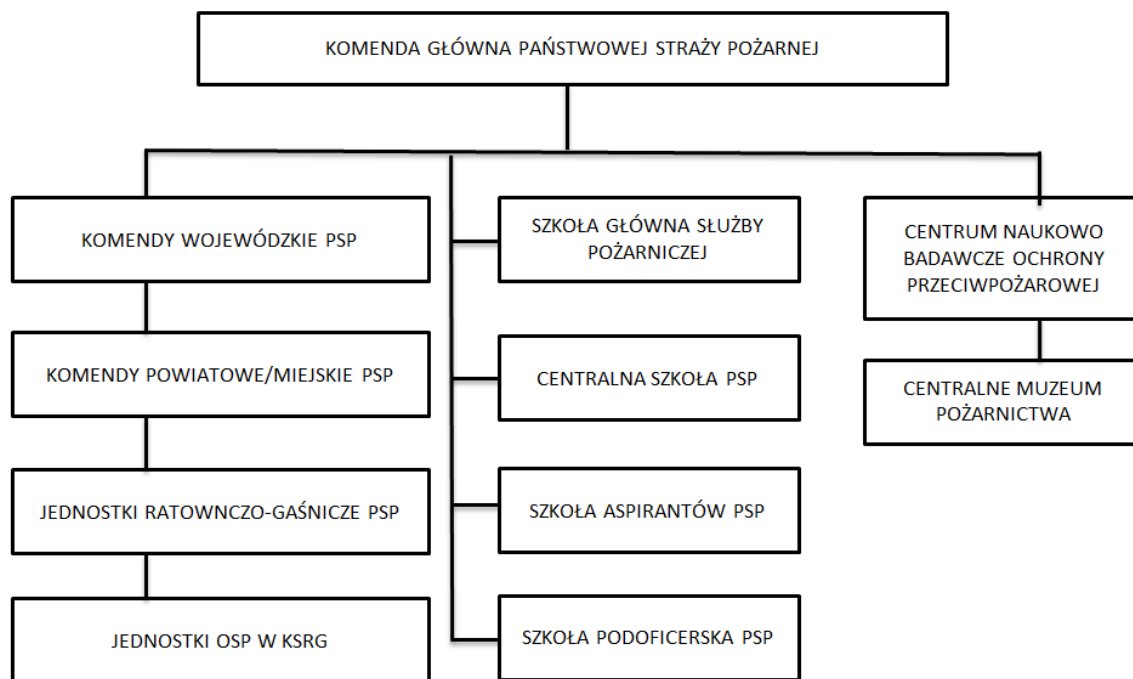 KOMENDA GŁÓWNA PAŃSTWOWEJ STRAŻY POŻARNEJ
KOMENDY WOJEWÓDZKIE PSP
KOMENDY POWIATOWE/MIEJSKIE PSP
JEDNOSTKI RATOWNCZO-GAŚNICZE PSP
JEDNOSTKI OSP W KSRG
SZKOŁA GŁÓWNA SŁUŻBY
POŻARNICZEJ
CENTRALNA SZKOŁA PSP
SZKOŁA ASPIRANTÓW PSP
SZKOŁA PODOFICERSKA PSP
CENTRUM NAUKOWO
BADAWCZE OCHRONY
PRZECIWPOŻAROWEJ
CENTRALNE MUZEUM
POŻARNICTWA